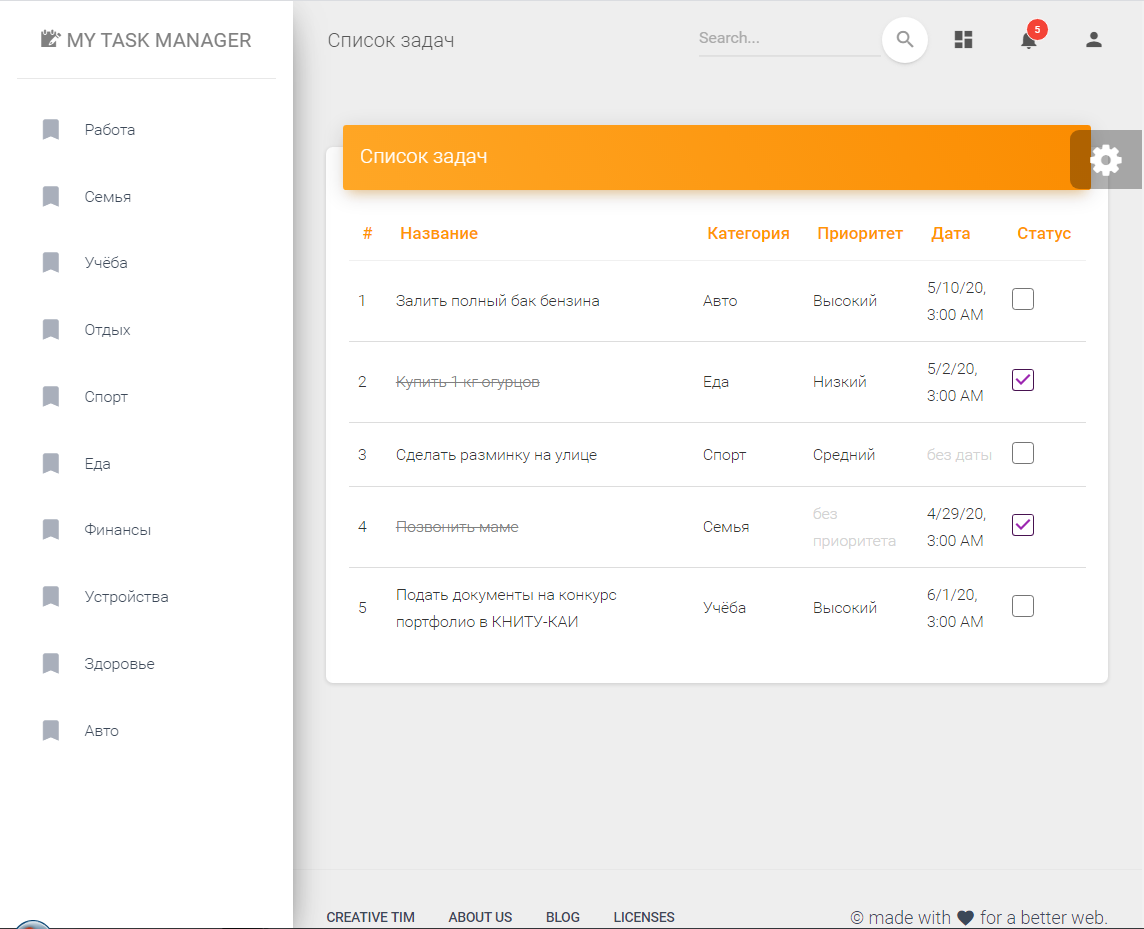 MY TASK MANAGER
Работа
Семья
Учёба
Отдых
Спорт
Еда
Финансы
Устройства
Здоровье
Авто
Список задач
Search...
5
Список задач
# Название Категория Приоритет Дата Статус
1 Залить полный бак бензина Авто Высокий 5/10/20,
3:00 AM
2 Купить 1 кг огурцов Еда Низкий 5/2/20,
3:00 AM
3 Сделать разминку на улице Спорт Средний без даты
4 Позвонить маме Семья без
приоритета 4/29/20,
3:00 AM
5 Подать документы на конкурс
портфолио в КНИТУ-КАИ Учёба Высокий 6/1/20,
3:00 AM
CREATIVE TIM ABOUT US BLOG LICENSES
© made with ♥ for a better web.